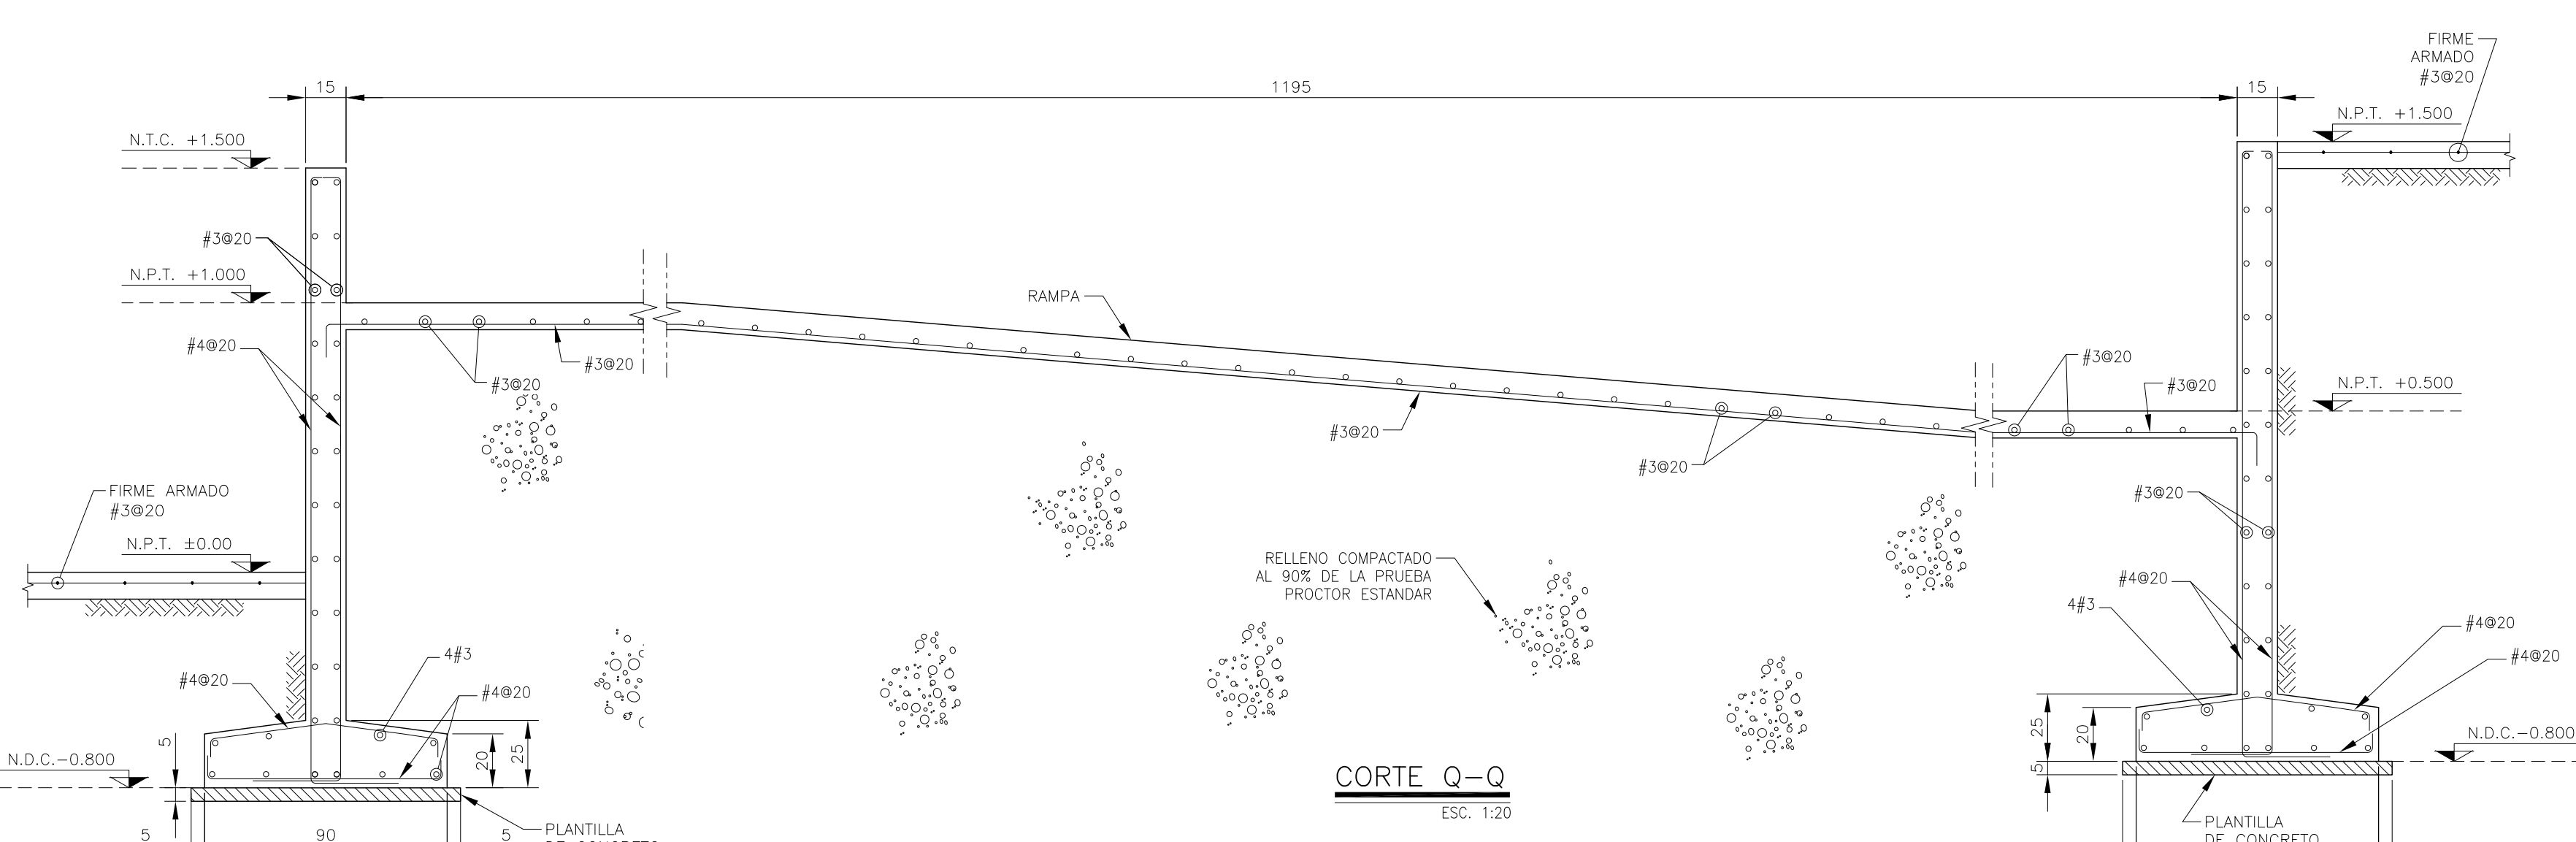 FIRME
ARMADO
#3@20
15
1195
15
N.T.C. +1.500
N.P.T. +1.500
#3@20
N.P.T. +1.000
RAMPA
#4@20
#3@20
#3@20
#3@20
#3@20
N.P.T. +0.500
#3@20
#3@20
#3@20
FIRME ARMADO
#3@20
N.P.T. ±0.00
RELLENO COMPACTADO
AL 90% DE LA PRUEBA
PROCTOR ESTANDAR
#4@20
4#3
#4@20
#4@20
4#3
#4@20
#4@20
5
20
25
25
20
5
N.D.C.-0.800
N.D.C.-0.800
CORTE Q-Q
ESC. 1:20
5
90
5
PLANTILLA
PLANTILLA
DE CONCRETO